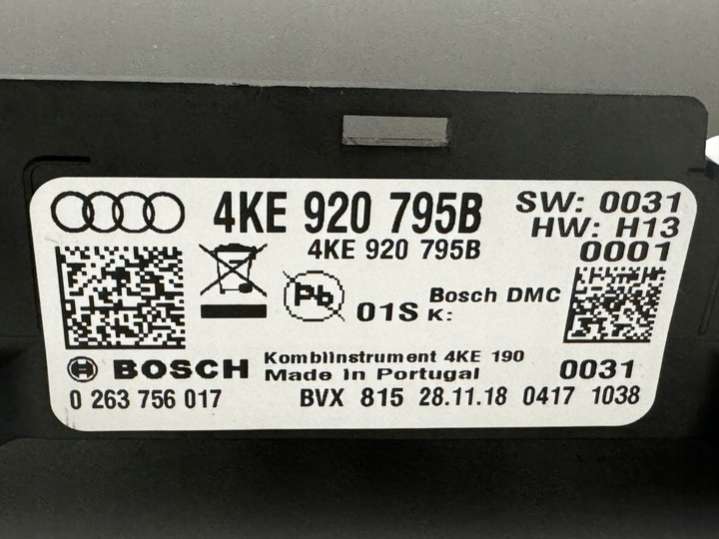 4KE 920 795B
SW: 0031
HW: H13
4KE 920 795B
0001
Pb
01S
Bosch DMC
K:
BOSCH
Kombiinstrument 4KE 190
Made in Portugal
0031
0 263 756 017
BVX 815 28.11.18 0417 1038